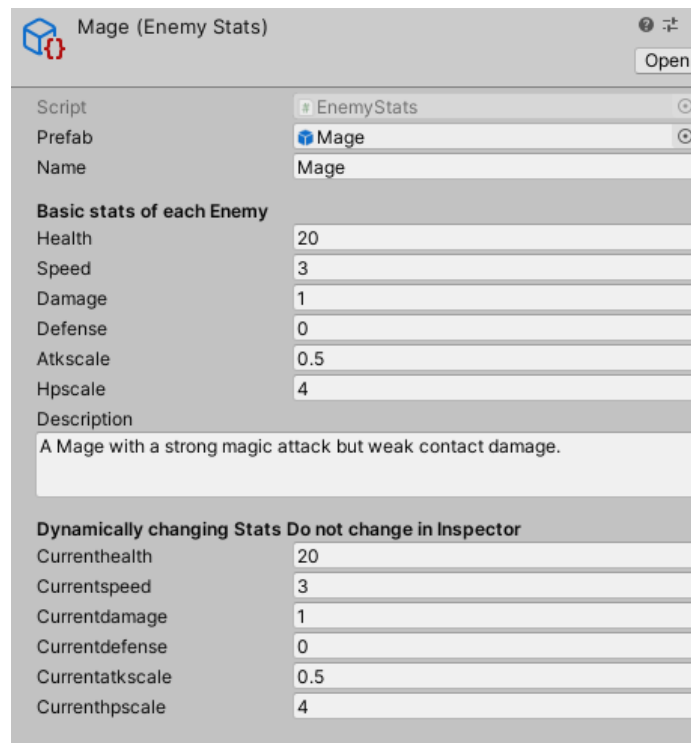 Mage (Enemy Stats)
Open
Script EnemyStats
Prefab Mage
Name Mage
Basic stats of each Enemy
Health 20
Speed 3
Damage 1
Defense 0
Atkscale 0.5
Hpscale 4
Description
A Mage with a strong magic attack but weak contact damage.
Dynamically changing Stats Do not change in Inspector
Currenthealth 20
Currentspeed 3
Currentdamage 1
Currentdefense 0
Currentatkscale 0.5
Currenthpscale 4